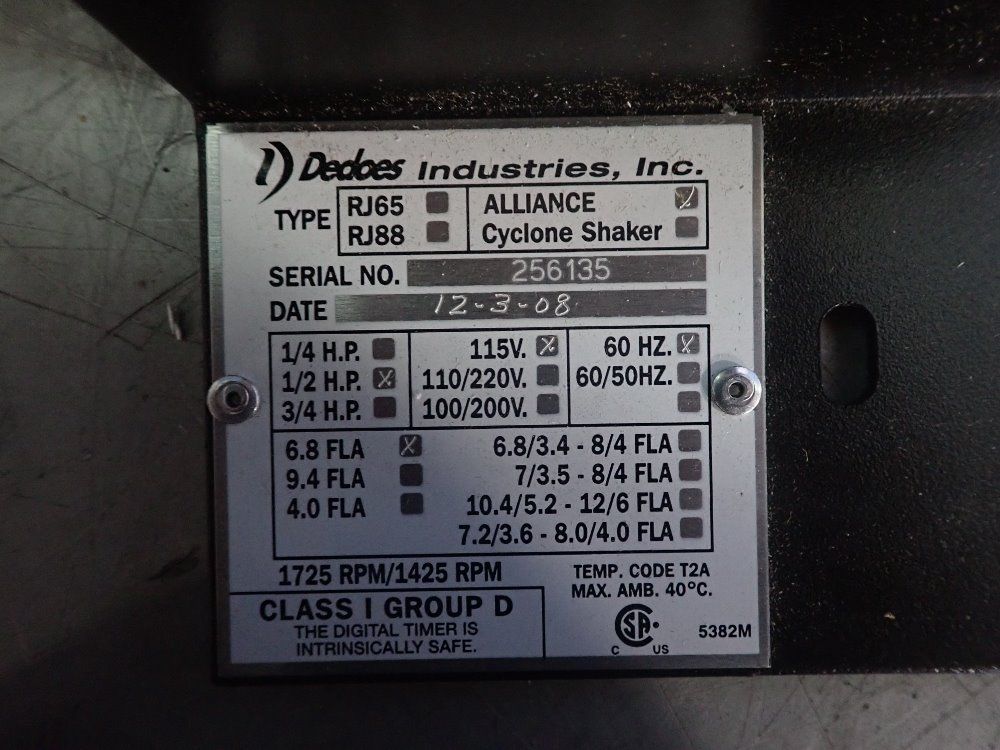 Dedoes Industries, Inc.
TYPE RJ65 ALLIANCE
RJ88 Cyclone Shaker
SERIAL NO. 256135
DATE 12-3-08
1/4 H.P. 115V. 60 HZ.
1/2 H.P. 110/220V. 60/50HZ.
3/4 H.P. 100/200V.
6.8 FLA 6.8/3.4 - 8/4 FLA
9.4 FLA 7/3.5 - 8/4 FLA
4.0 FLA 10.4/5.2 - 12/6 FLA
7.2/3.6 - 8.0/4.0 FLA
1725 RPM/1425 RPM TEMP. CODE T2A
MAX. AMB. 40°C.
CLASS I GROUP D
THE DIGITAL TIMER IS
INTRINSICALLY SAFE.
CSA 5382M
C US